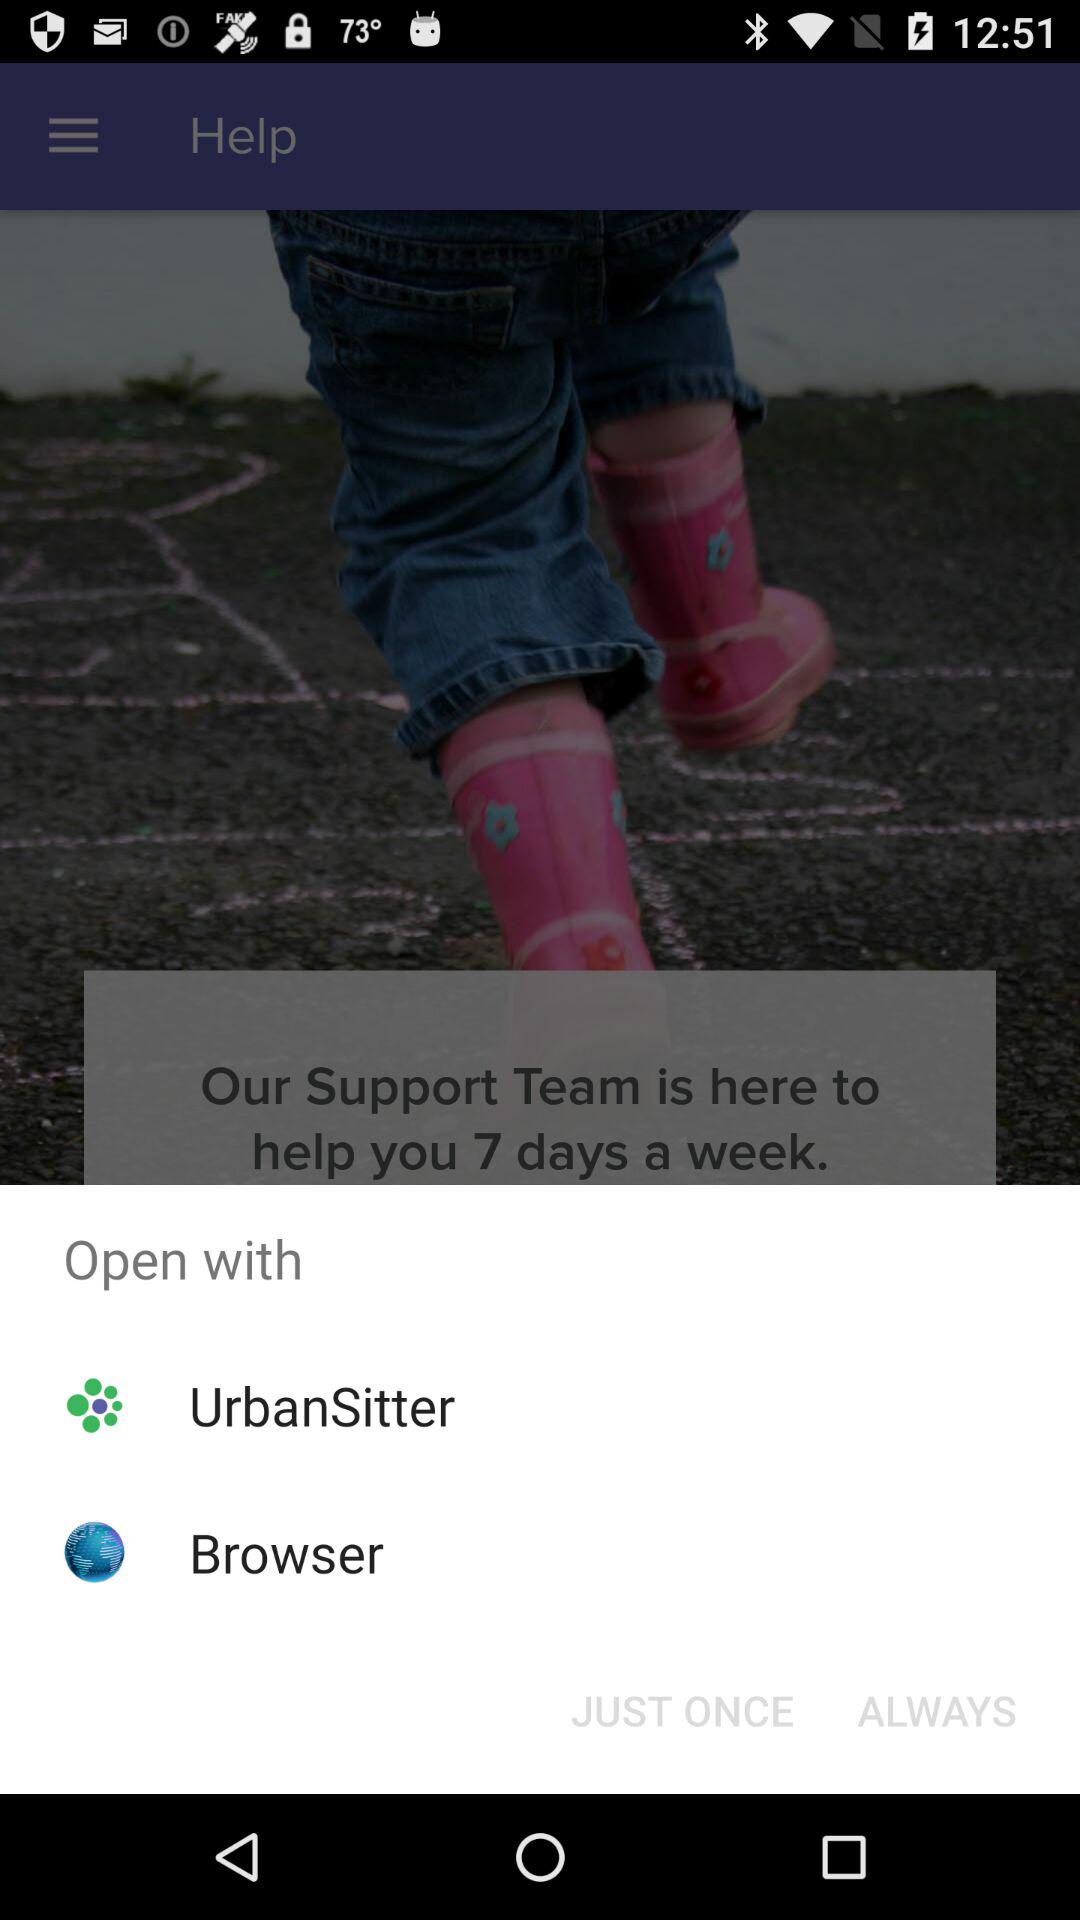 FAKE 73° 12:51
Help
Our Support Team is here to
help you 7 days a week.
Open with
UrbanSitter
Browser
JUST ONCE ALWAYS